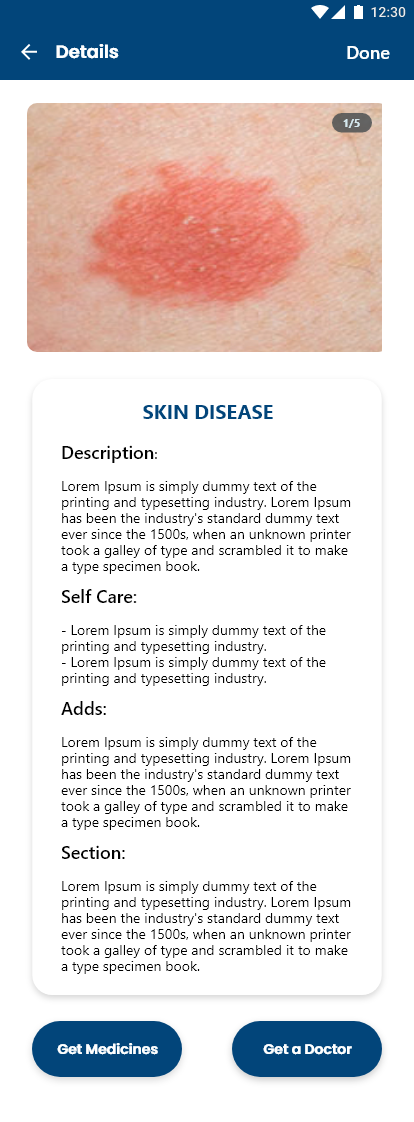 12:30
Details
Done
1/5
SKIN DISEASE
Description:
Lorem Ipsum is simply dummy text of the
printing and typesetting industry. Lorem Ipsum
has been the industry's standard dummy text
ever since the 1500s, when an unknown printer
took a galley of type and scrambled it to make
a type specimen book.
Self Care:
- Lorem Ipsum is simply dummy text of the
printing and typesetting industry.
- Lorem Ipsum is simply dummy text of the
printing and typesetting industry.
Adds:
Lorem Ipsum is simply dummy text of the
printing and typesetting industry. Lorem Ipsum
has been the industry's standard dummy text
ever since the 1500s, when an unknown printer
took a galley of type and scrambled it to make
a type specimen book.
Section:
Lorem Ipsum is simply dummy text of the
printing and typesetting industry. Lorem Ipsum
has been the industry's standard dummy text
ever since the 1500s, when an unknown printer
took a galley of type and scrambled it to make
a type specimen book.
Get Medicines
Get a Doctor